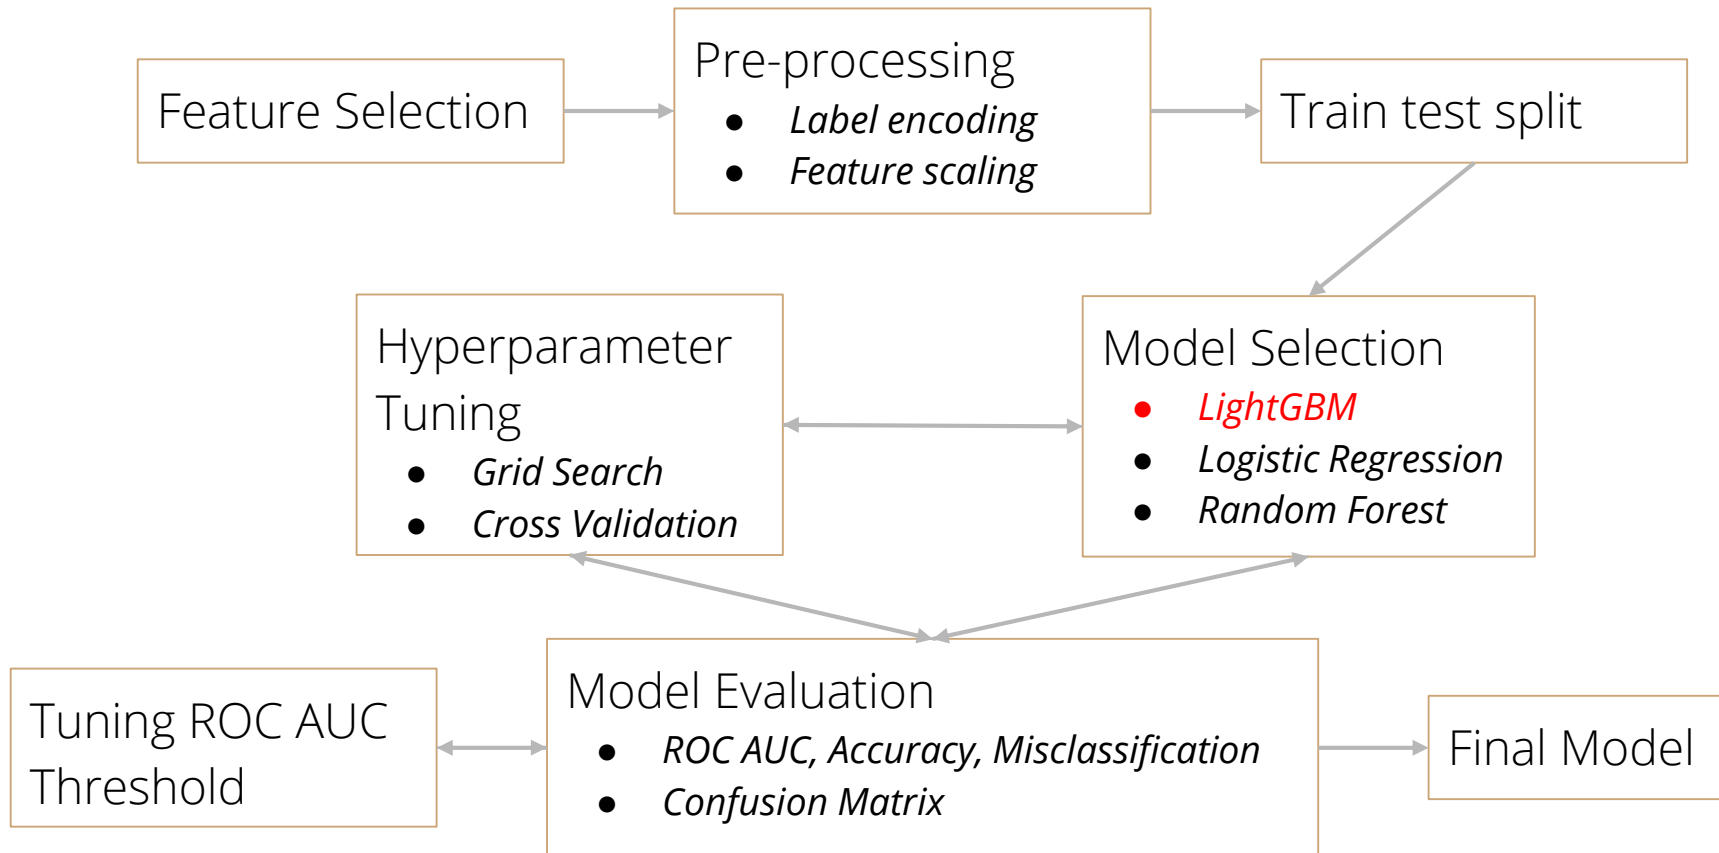 Feature Selection
Pre-processing
● Label encoding
● Feature scaling
Train test split
Hyperparameter
Tuning
● Grid Search
● Cross Validation
Model Selection
● LightGBM
● Logistic Regression
● Random Forest
Tuning ROC AUC
Threshold
Model Evaluation
● ROC AUC, Accuracy, Misclassification
● Confusion Matrix
Final Model